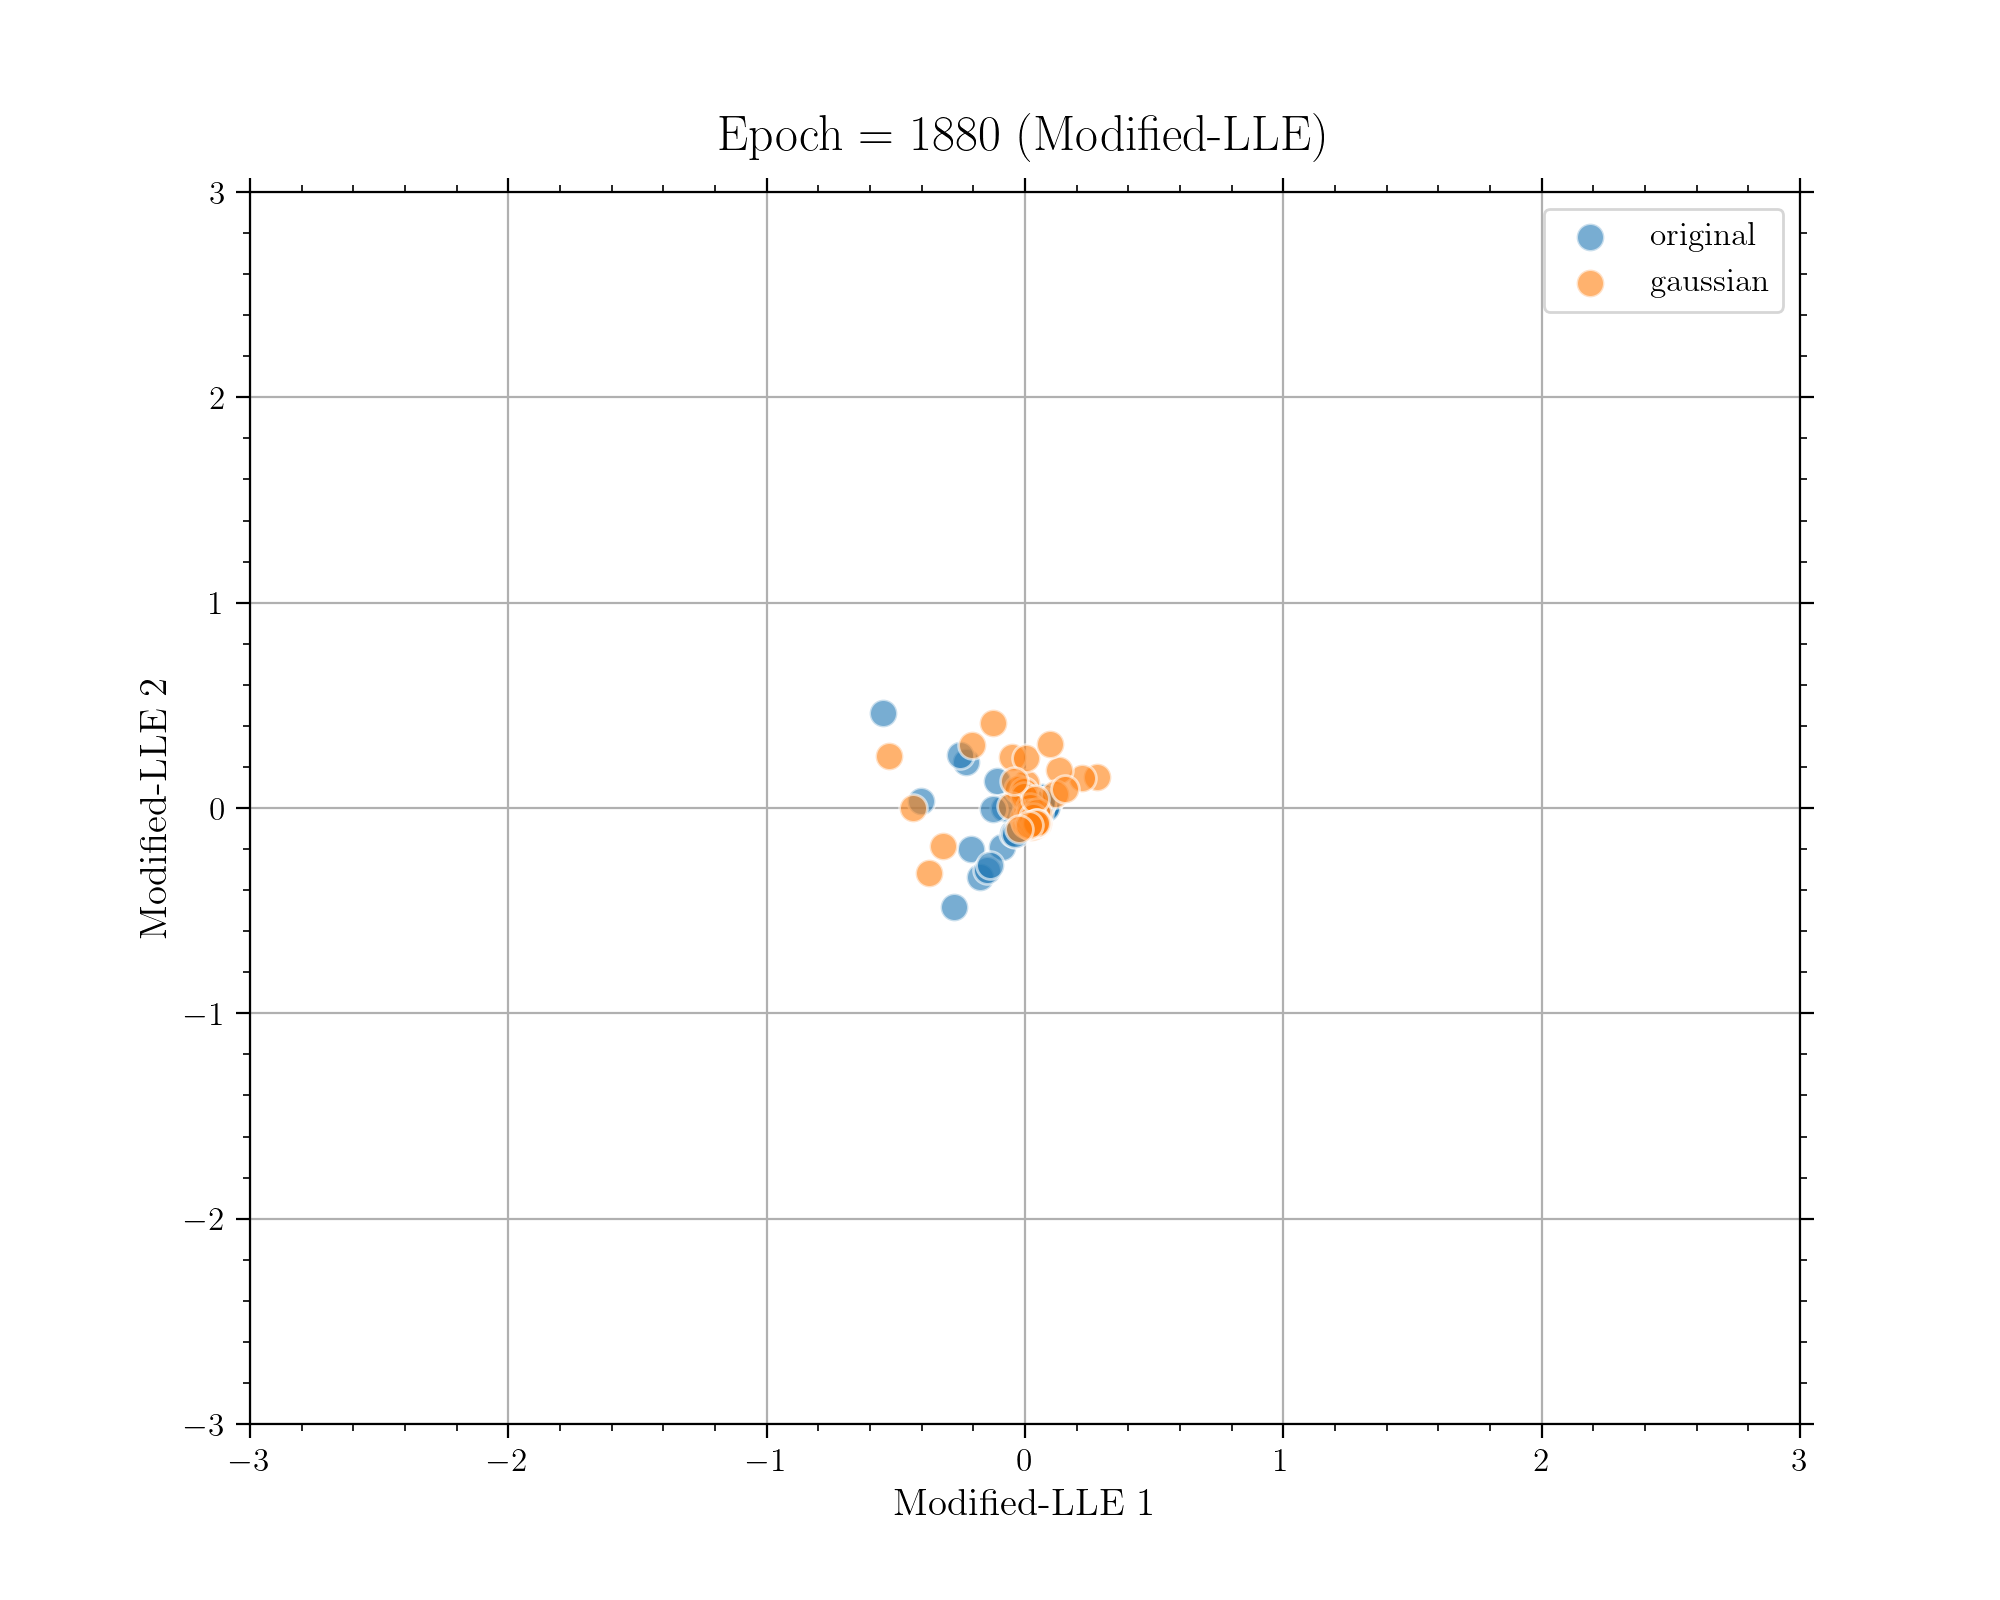 Epoch = 1880 (Modified-LLE)
original
gaussian
3
2
1
0
−1
−2
−3
Modified-LLE 2
−3
−2
−1
0
1
2
3
Modified-LLE 1